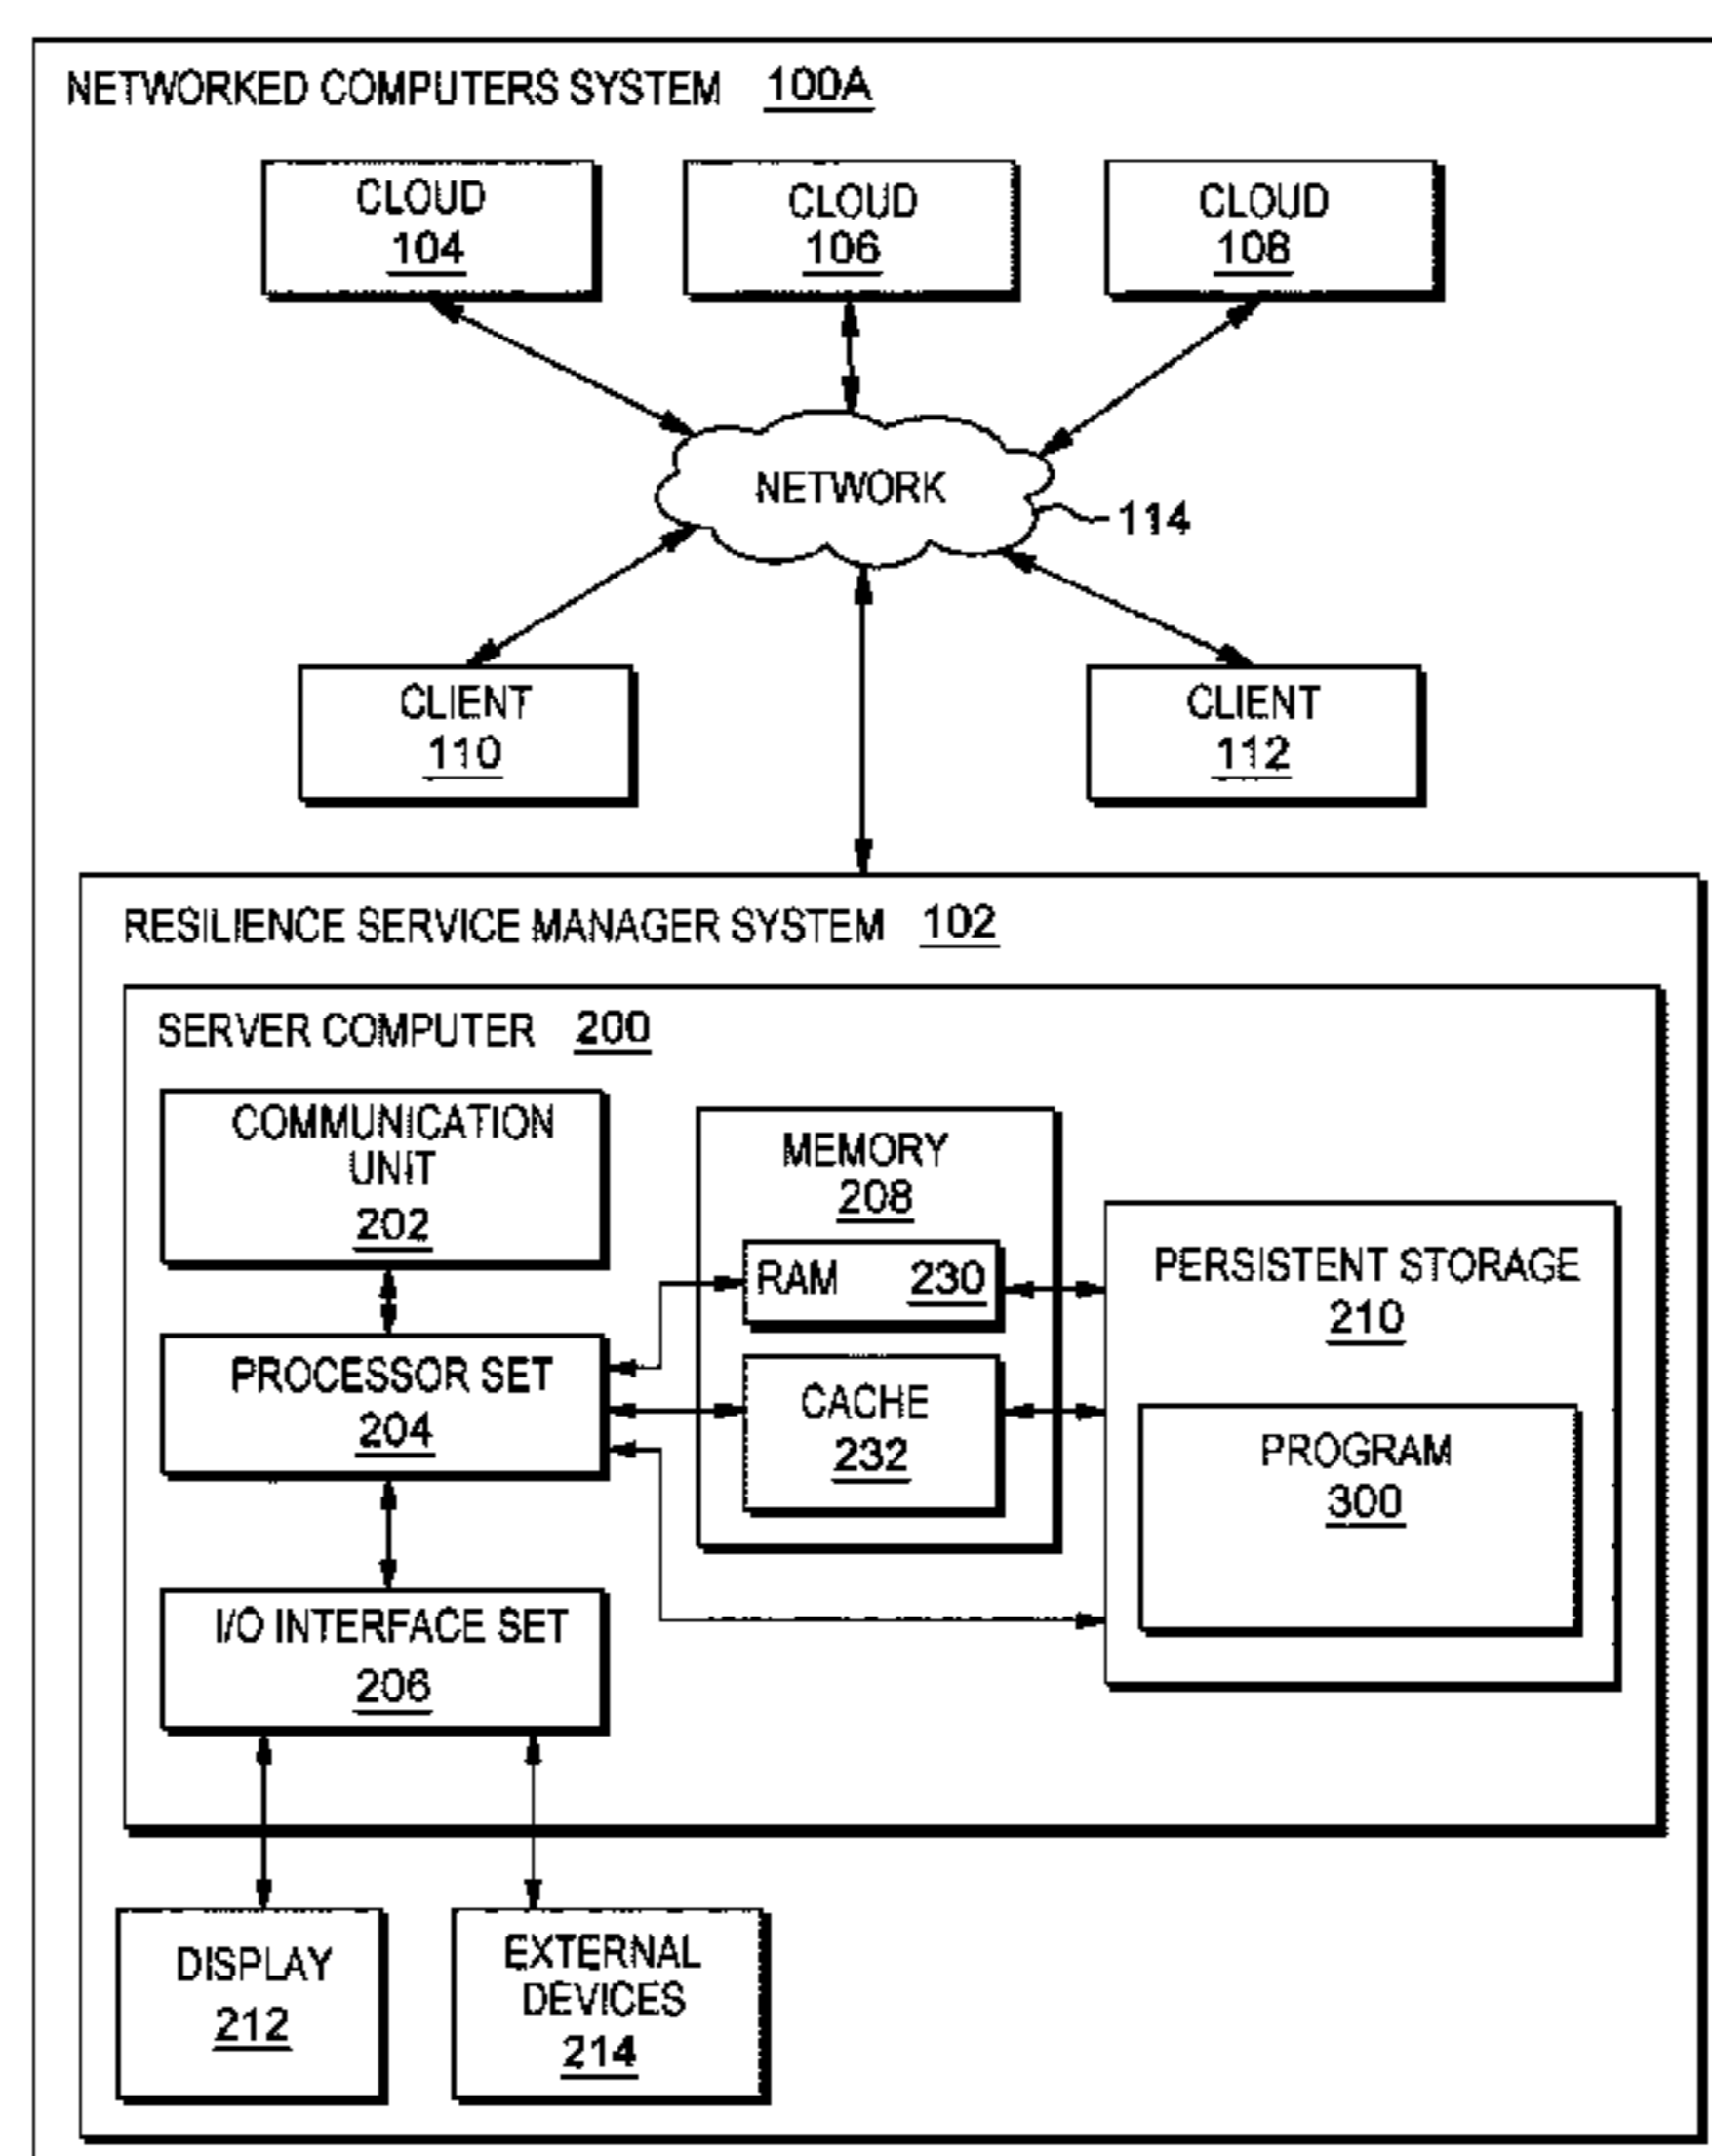 NETWORKED COMPUTERS SYSTEM 100A
CLOUD
104
CLOUD
106
CLOUD
108
NETWORK
114
CLIENT
110
CLIENT
112
RESILIENCE SERVICE MANAGER SYSTEM 102
SERVER COMPUTER 200
COMMUNICATION
UNIT
202
MEMORY
208
RAM 230
PERSISTENT STORAGE
210
PROCESSOR SET
204
CACHE
232
PROGRAM
300
I/O INTERFACE SET
206
DISPLAY
212
EXTERNAL
DEVICES
214